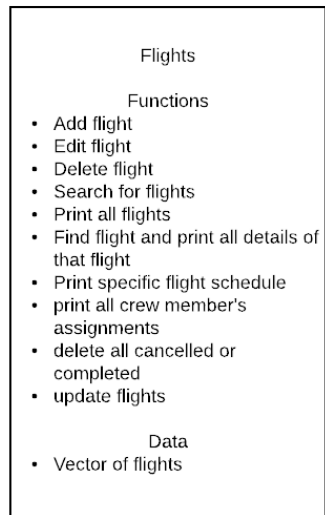 Flights
Functions
• Add flight
• Edit flight
• Delete flight
• Search for flights
• Print all flights
• Find flight and print all details of
that flight
• Print specific flight schedule
• print all crew member's
assignments
• delete all cancelled or
completed
• update flights
Data
• Vector of flights